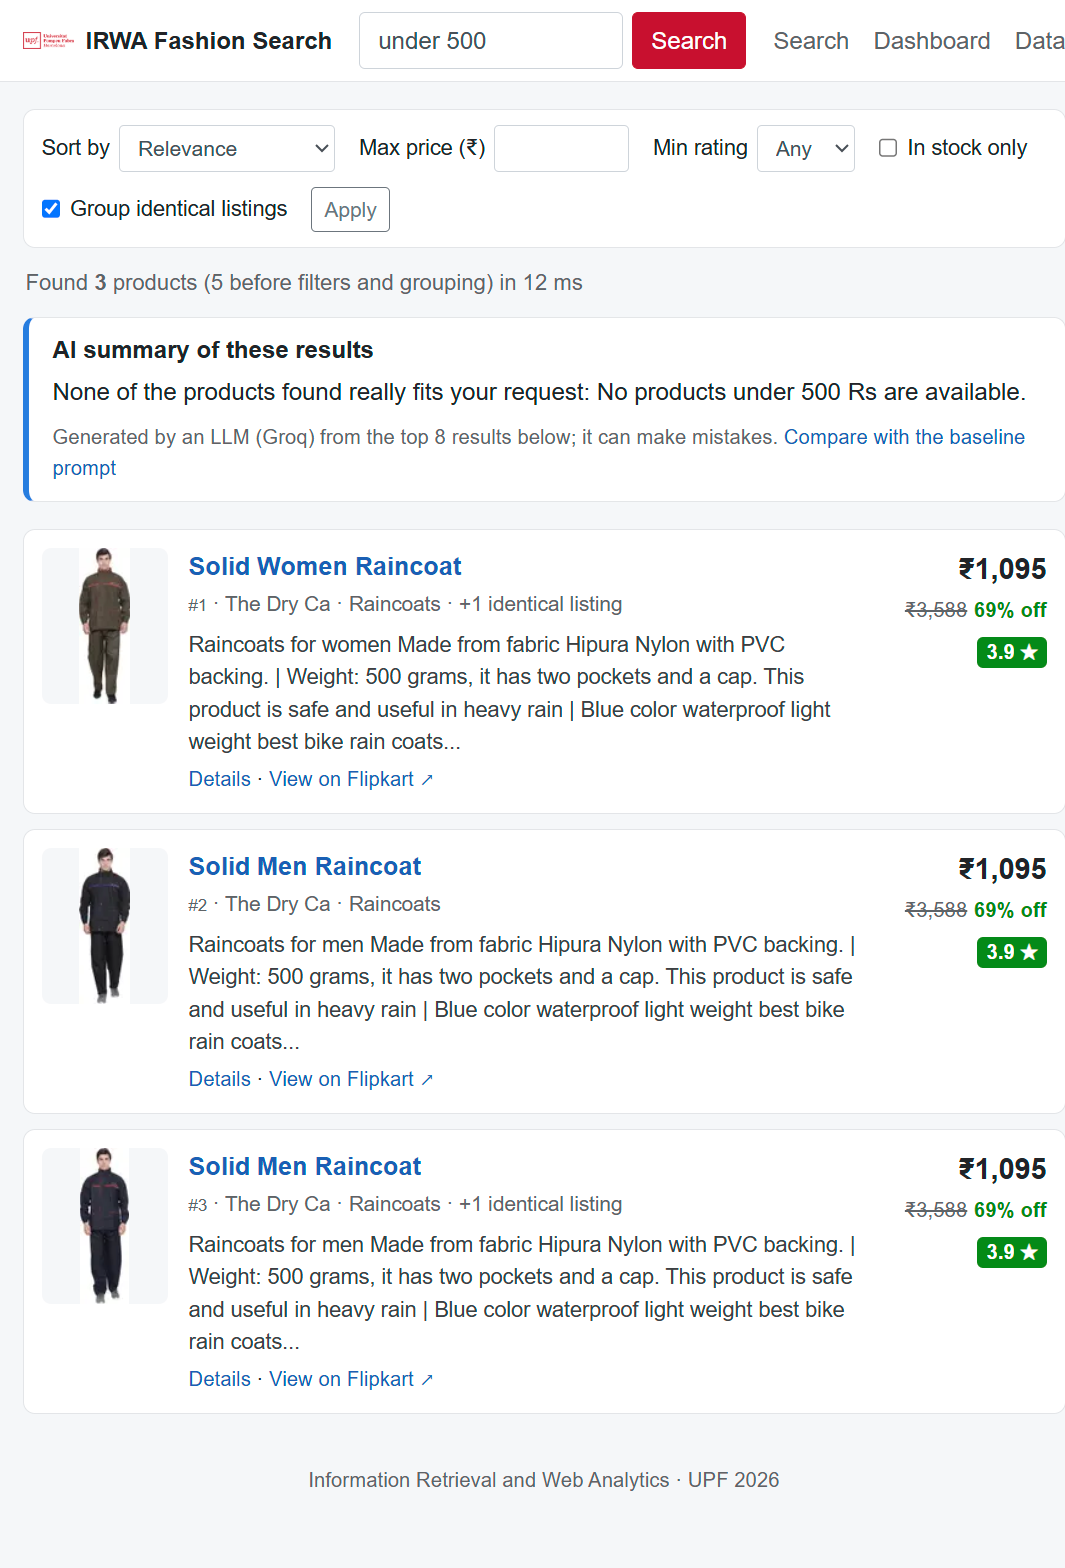 upf. Universitat Pompeu Fabra Barcelona
IRWA Fashion Search
under 500
Search
Search
Dashboard
Data
Sort by
Relevance
Max price (₹)
Min rating
Any
In stock only
Group identical listings
Apply
Found 3 products (5 before filters and grouping) in 12 ms
AI summary of these results
None of the products found really fits your request: No products under 500 Rs are available.
Generated by an LLM (Groq) from the top 8 results below; it can make mistakes. Compare with the baseline
prompt
Solid Women Raincoat
#1 · The Dry Ca · Raincoats · +1 identical listing
Raincoats for women Made from fabric Hipura Nylon with PVC
backing. | Weight: 500 grams, it has two pockets and a cap. This
product is safe and useful in heavy rain | Blue color waterproof light
weight best bike rain coats...
Details · View on Flipkart ↗
₹1,095
₹3,588 69% off
3.9 ★
Solid Men Raincoat
#2 · The Dry Ca · Raincoats
Raincoats for men Made from fabric Hipura Nylon with PVC backing. |
Weight: 500 grams, it has two pockets and a cap. This product is safe
and useful in heavy rain | Blue color waterproof light weight best bike
rain coats...
Details · View on Flipkart ↗
₹1,095
₹3,588 69% off
3.9 ★
Solid Men Raincoat
#3 · The Dry Ca · Raincoats · +1 identical listing
Raincoats for men Made from fabric Hipura Nylon with PVC backing. |
Weight: 500 grams, it has two pockets and a cap. This product is safe
and useful in heavy rain | Blue color waterproof light weight best bike
rain coats...
Details · View on Flipkart ↗
₹1,095
₹3,588 69% off
3.9 ★
Information Retrieval and Web Analytics · UPF 2026